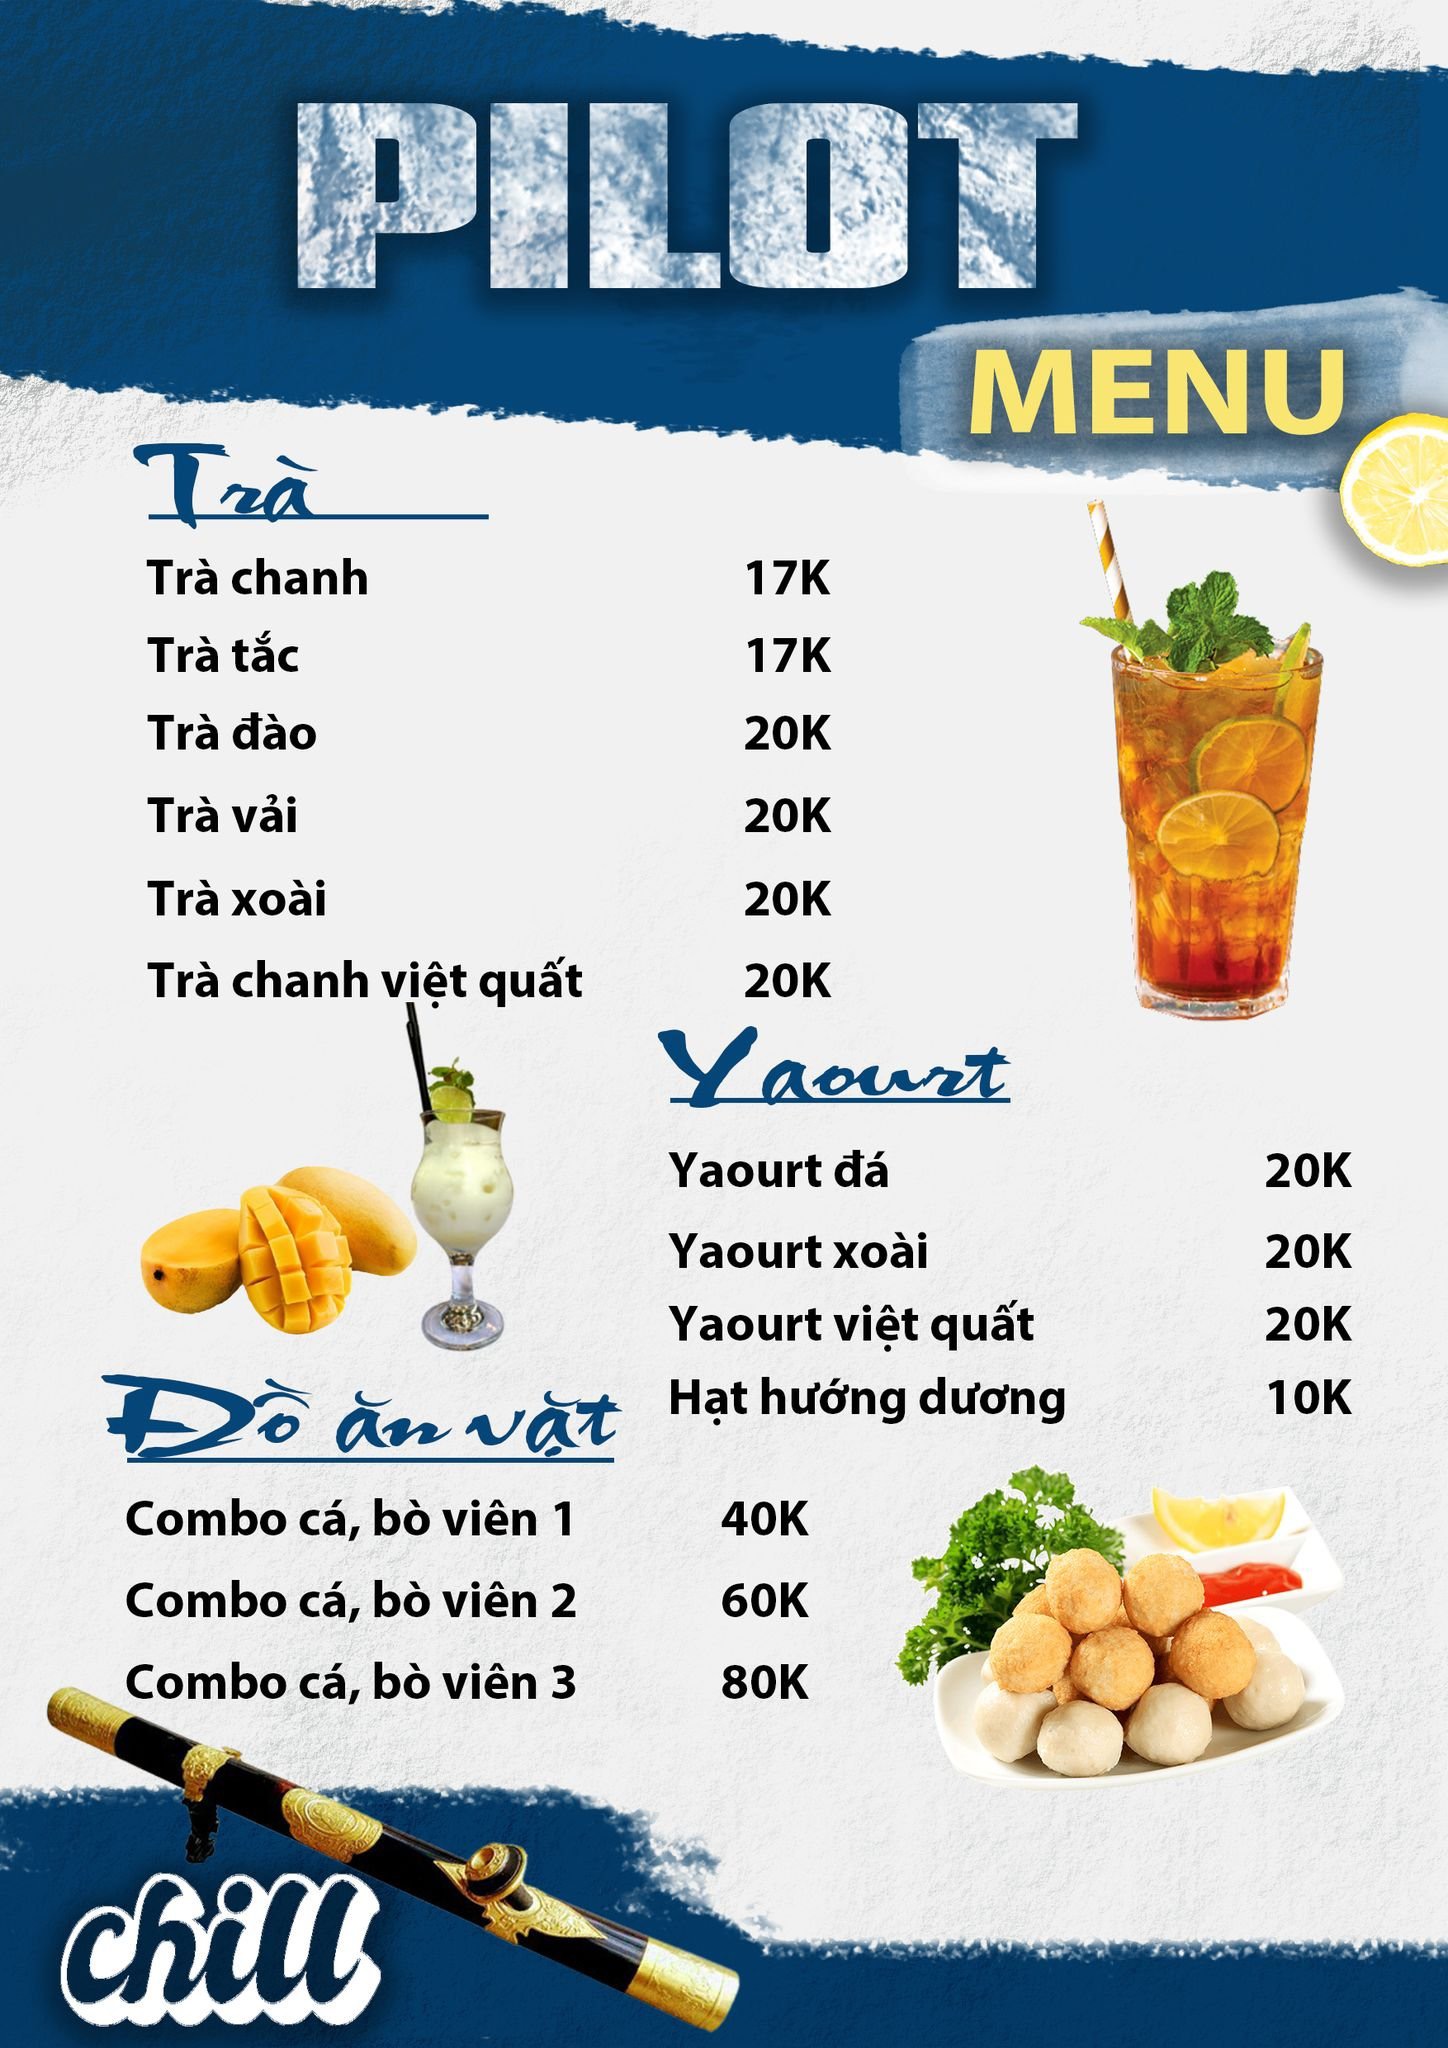 PILOT
MENU
Trà
Trà chanh 17K
Trà tắc 17K
Trà đào 20K
Trà vải 20K
Trà xoài 20K
Trà chanh việt quất 20K
Yaourt
Yaourt đá 20K
Yaourt xoài 20K
Yaourt việt quất 20K
Hạt hướng dương 10K
Đồ ăn vặt
Combo cá, bò viên 1 40K
Combo cá, bò viên 2 60K
Combo cá, bò viên 3 80K
chill